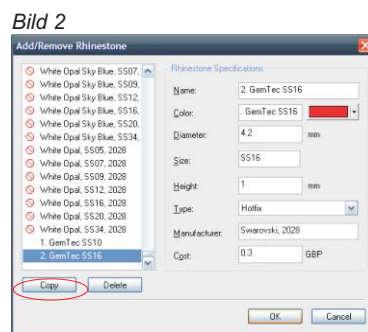 Bild 2
Add/Remove Rhinestone
White Opal Sky Blue, SS07,
White Opal Sky Blue, SS09,
White Opal Sky Blue, SS12,
White Opal Sky Blue, SS16,
White Opal Sky Blue, SS20,
White Opal Sky Blue, SS34,
White Opal, SS05, 2028
White Opal, SS07, 2028
White Opal, SS09, 2028
White Opal, SS12, 2028
White Opal, SS16, 2028
White Opal, SS20, 2028
White Opal, SS34, 2028
1. GemTec SS10
2. GemTec SS16
Copy Delete
Rhinestone Specifications
Name: 2. GemTec SS16
Color: . GemTec SS16
Diameter: 4.2 mm
Size: SS16
Height: 1 mm
Type: Hotfix
Manufacturer: Swarovski, 2028
Cost: 0.3 GBP
OK Cancel